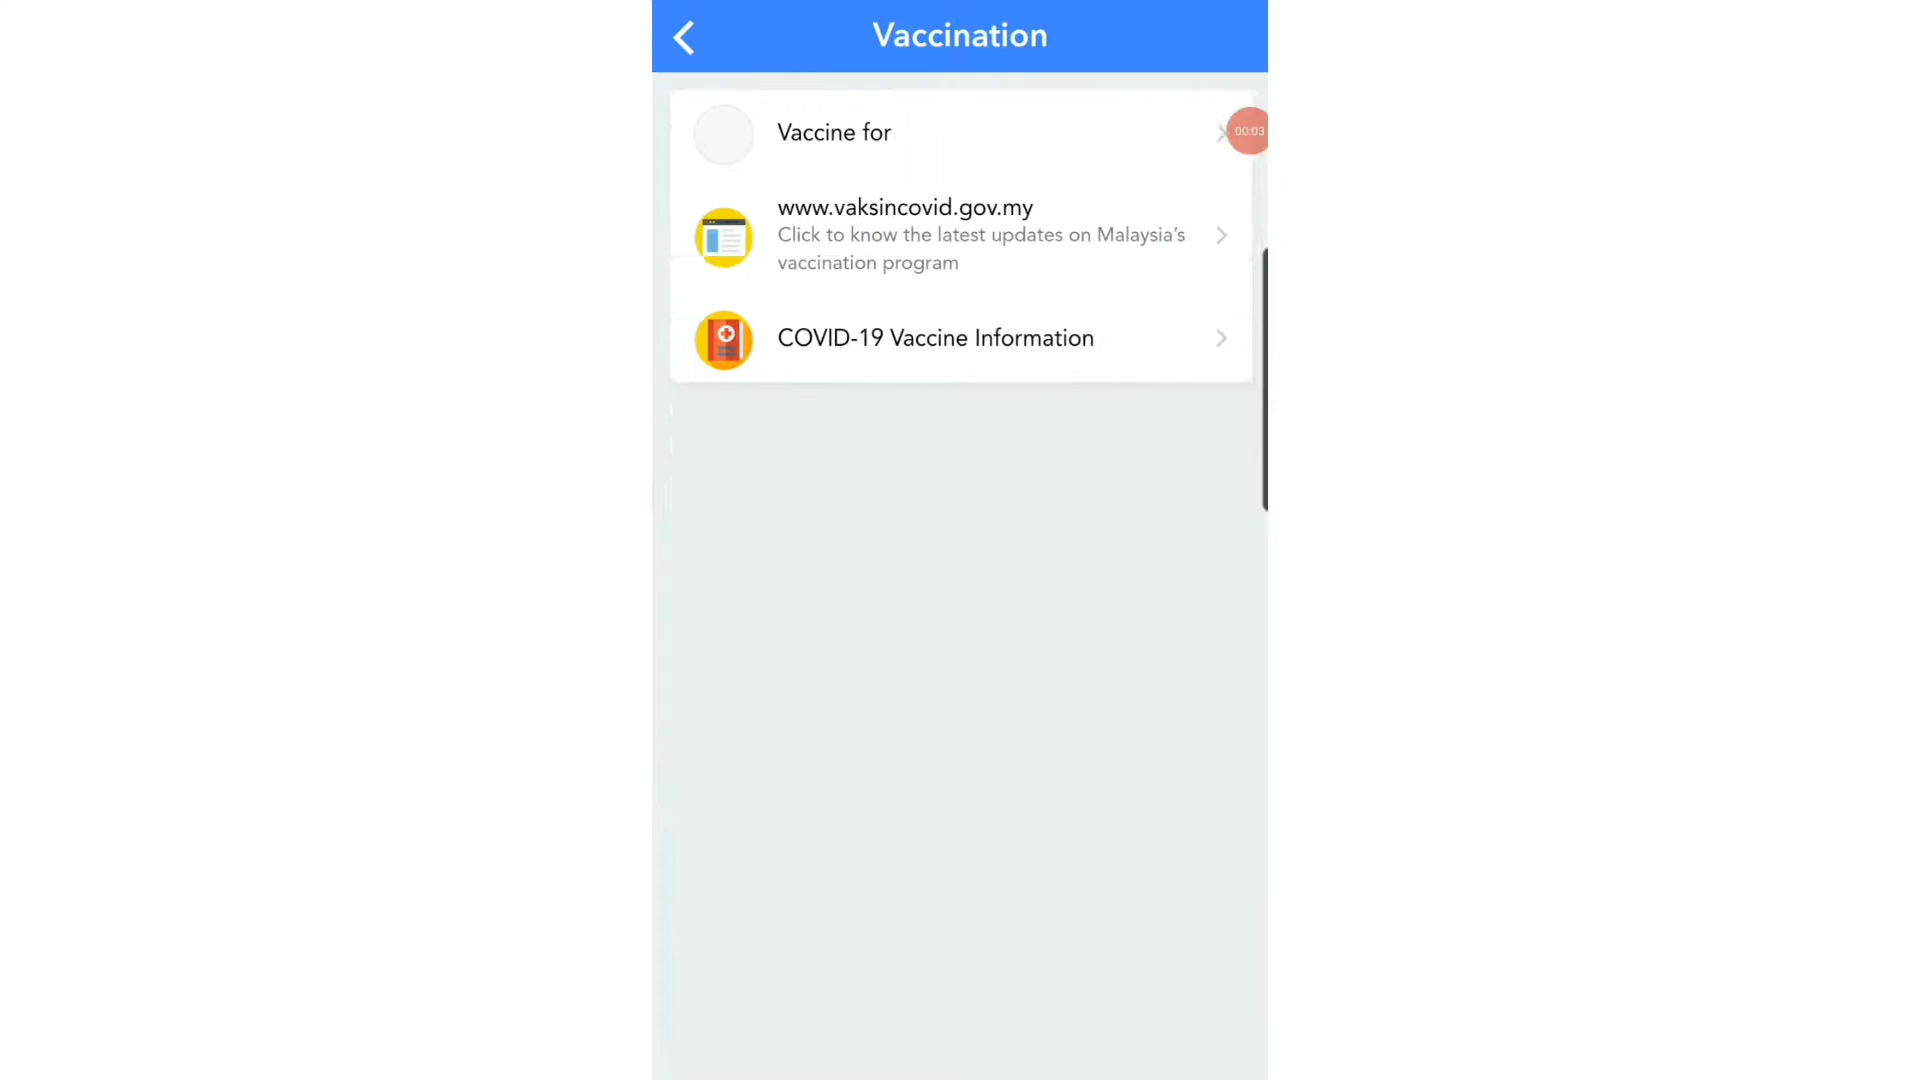 Vaccination
Vaccine for
00:03
www.vaksincovid.gov.my
Click to know the latest updates on Malaysia's
vaccination program
COVID-19 Vaccine Information